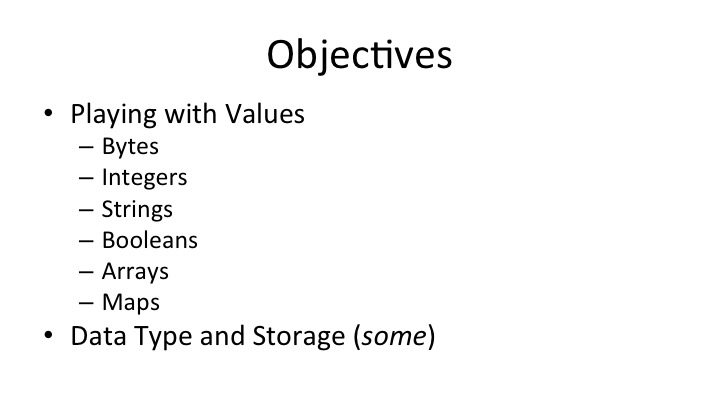 Objectives
• Playing with Values
– Bytes
– Integers
– Strings
– Booleans
– Arrays
– Maps
• Data Type and Storage (some)